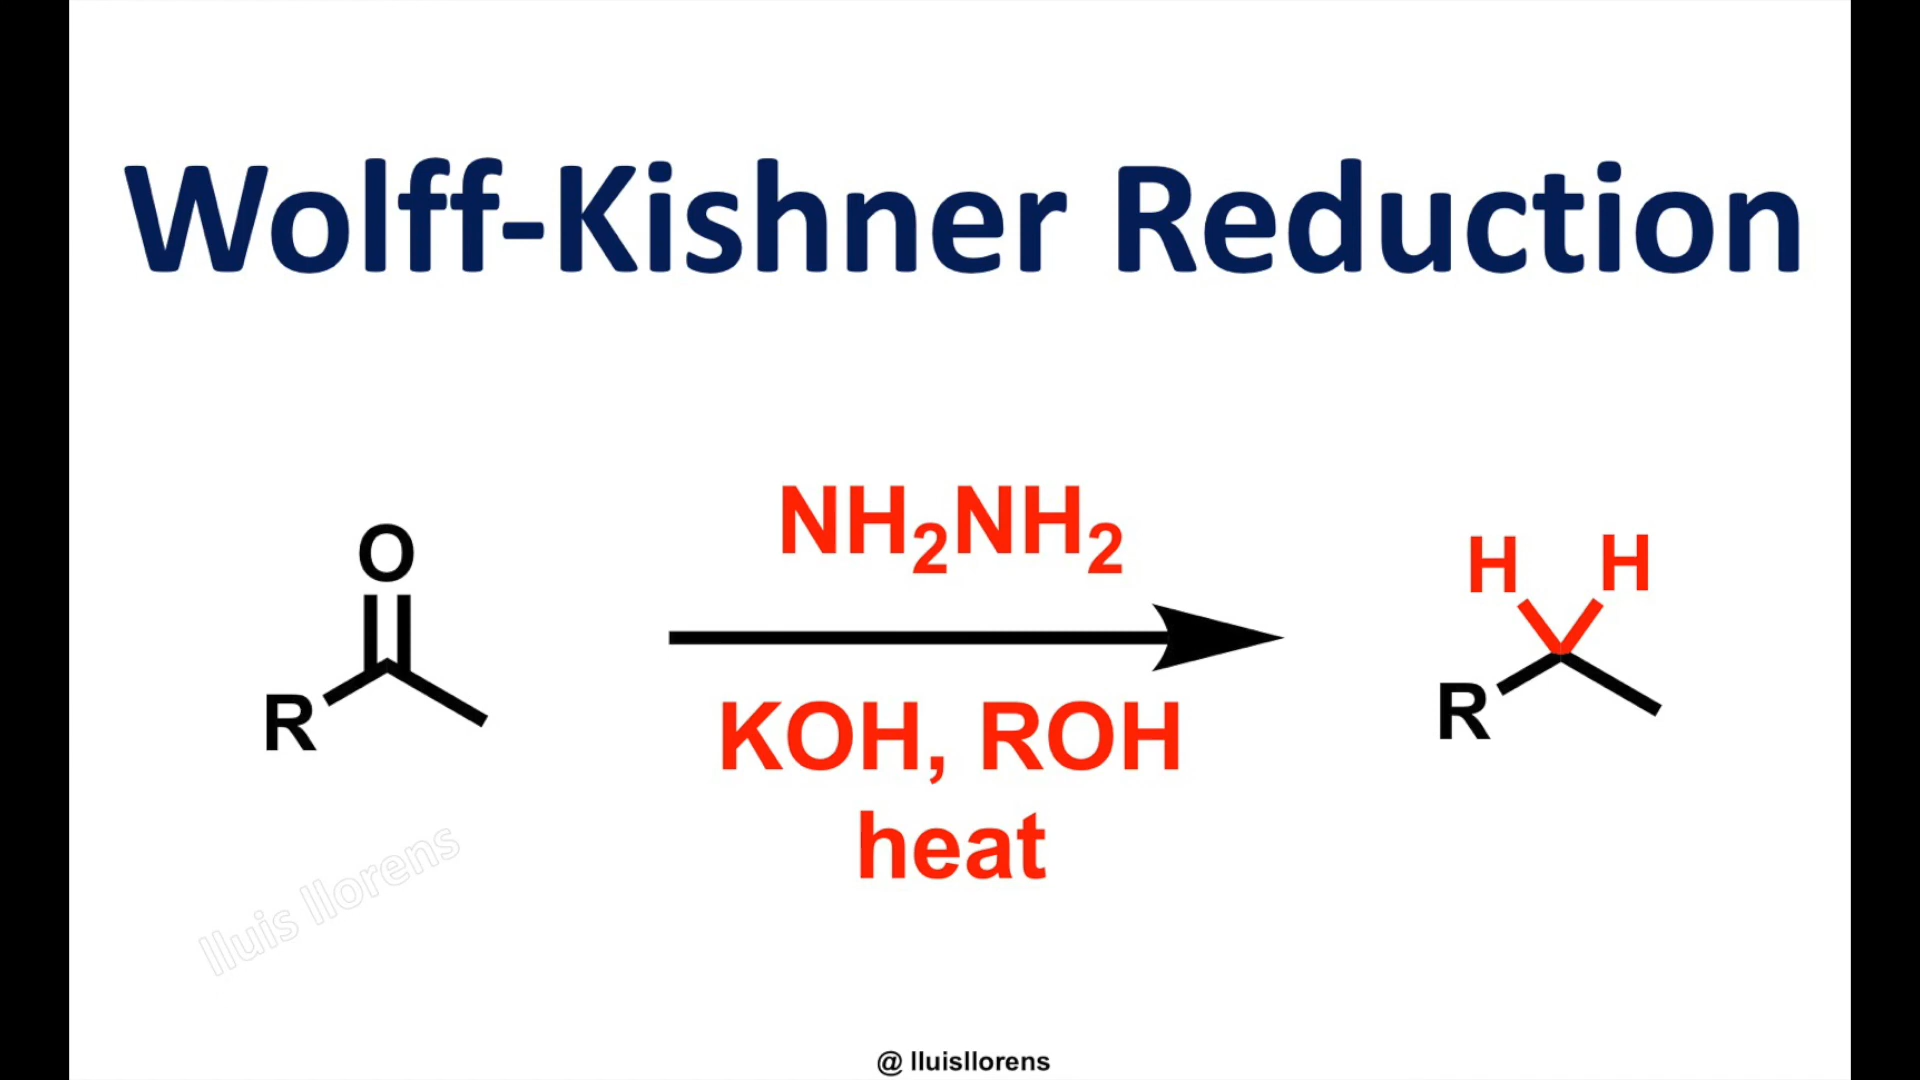 Wolff-Kishner Reduction
NH2NH2
O
H H
R
R
KOH, ROH
heat
lluis llorens
@ lluisllorens